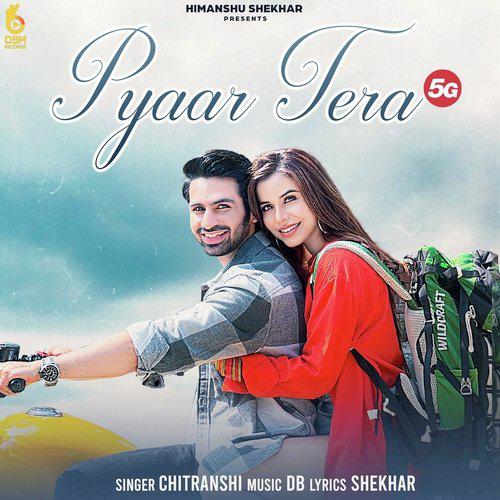 HIMANSHU SHEKHAR
PRESENTS
OSM
RECORDS
Pyaar Tera 5G
WILDCRAFT
SINGER CHITRANSHI MUSIC DB LYRICS SHEKHAR